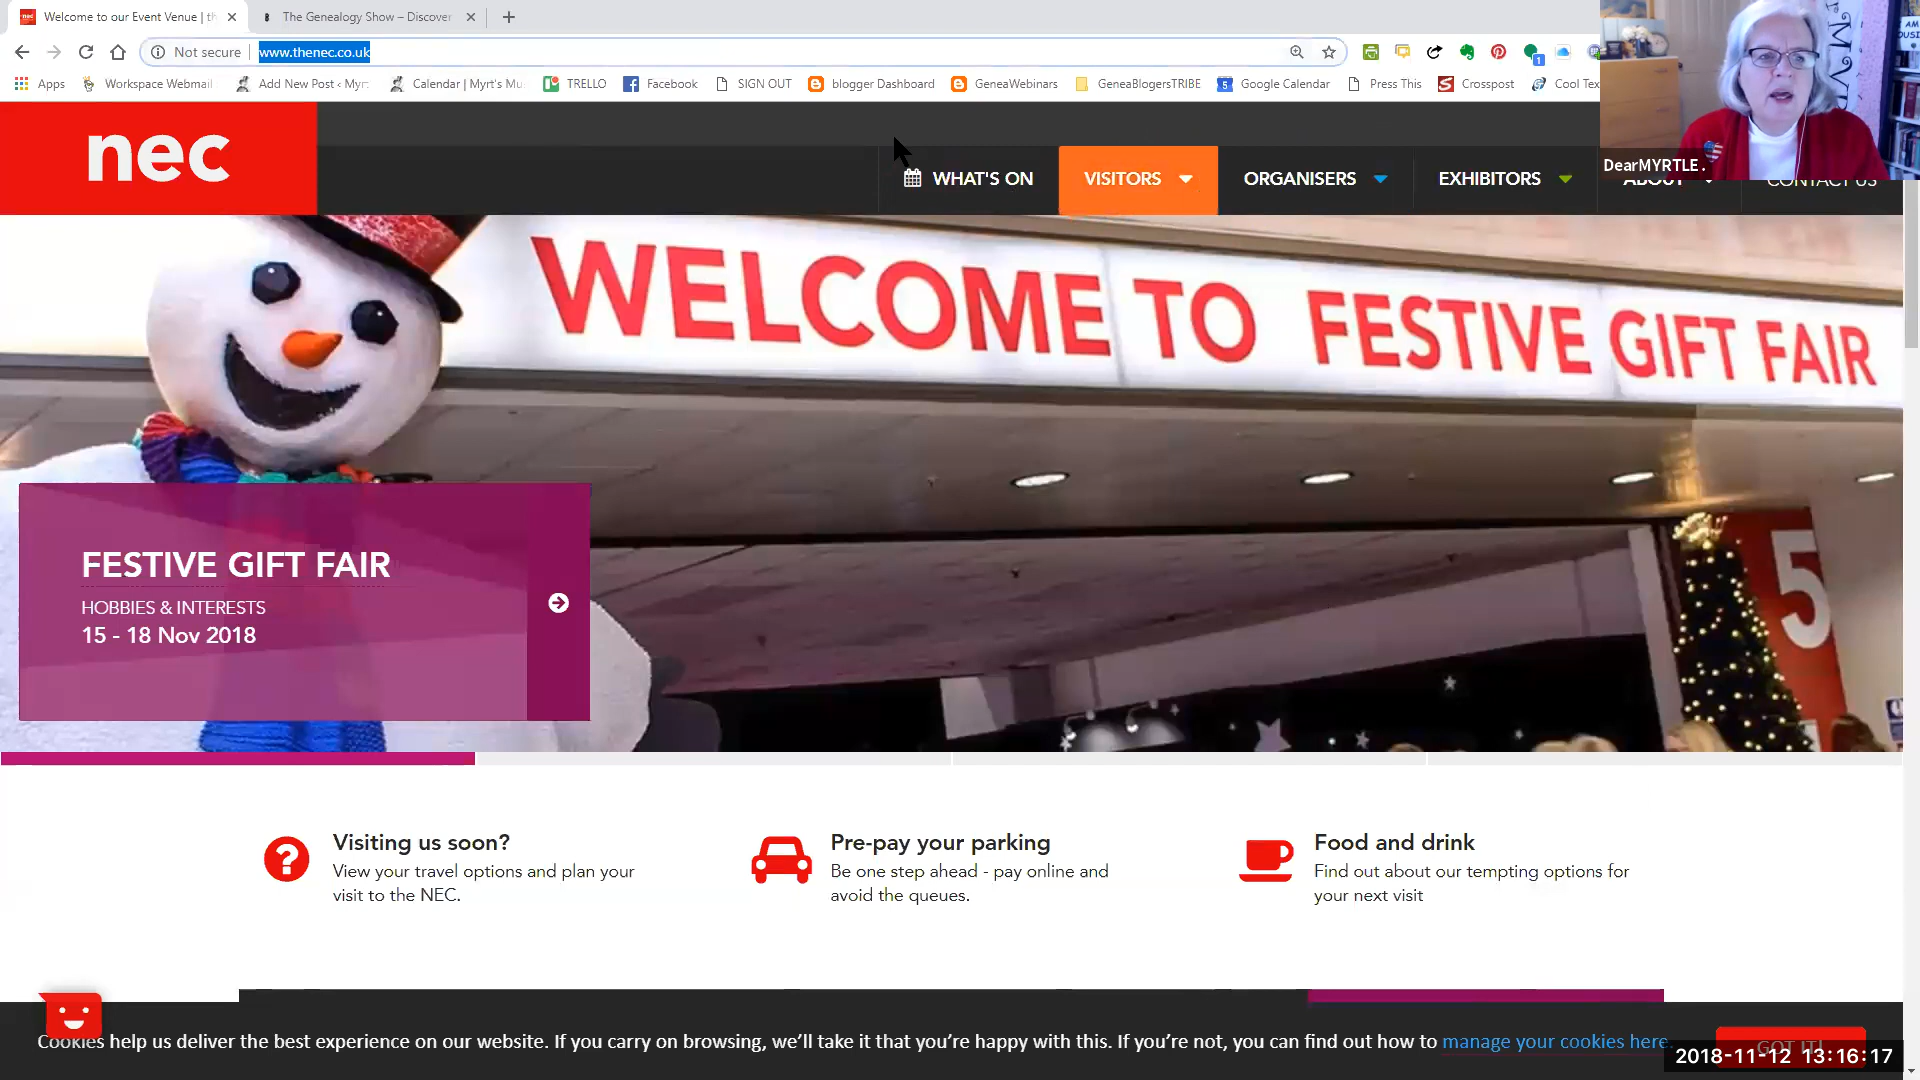 Welcome to our Event Venue | th
The Genealogy Show – Discover
Not secure
www.thenec.co.uk
Apps
Workspace Webmail
Add New Post ‹ Myr
Calendar | Myrt's Mu
TRELLO
Facebook
SIGN OUT
blogger Dashboard
GeneaWebinars
GeneaBlogersTRIBE
Google Calendar
Press This
Crosspost
Cool Tex
DearMYRTLE .
nec
WHAT'S ON
VISITORS
ORGANISERS
EXHIBITORS
ABOUT
CONTACT US
WELCOME TO FESTIVE GIFT FAIR
5
FESTIVE GIFT FAIR
HOBBIES & INTERESTS
15 - 18 Nov 2018
Visiting us soon?
View your travel options and plan your
visit to the NEC.
Pre-pay your parking
Be one step ahead - pay online and
avoid the queues.
Food and drink
Find out about our tempting options for
your next visit
Cookies help us deliver the best experience on our website. If you carry on browsing, we'll take it that you're happy with this. If you're not, you can find out how to manage your cookies here.
GOT IT!
2018-11-12 13:16:17